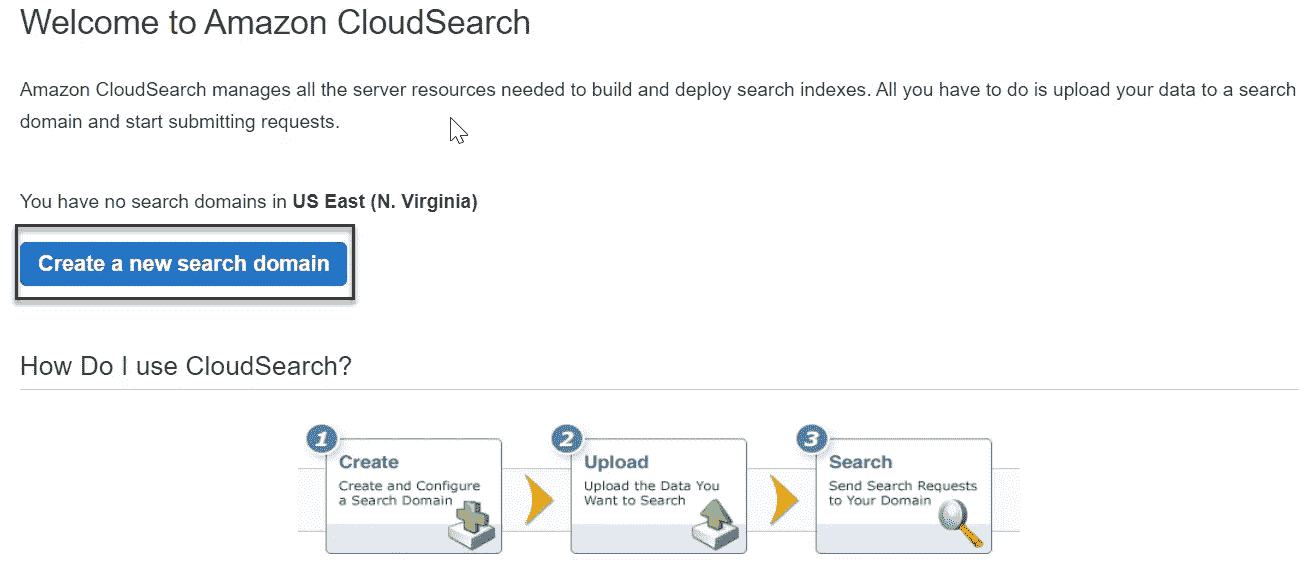 Welcome to Amazon CloudSearch
Amazon CloudSearch manages all the server resources needed to build and deploy search indexes. All you have to do is upload your data to a search
domain and start submitting requests.
You have no search domains in US East (N. Virginia)
Create a new search domain
How Do I use CloudSearch?
1
Create
Create and Configure
a Search Domain
2
Upload
Upload the Data You
Want to Search
3
Search
Send Search Requests
to Your Domain